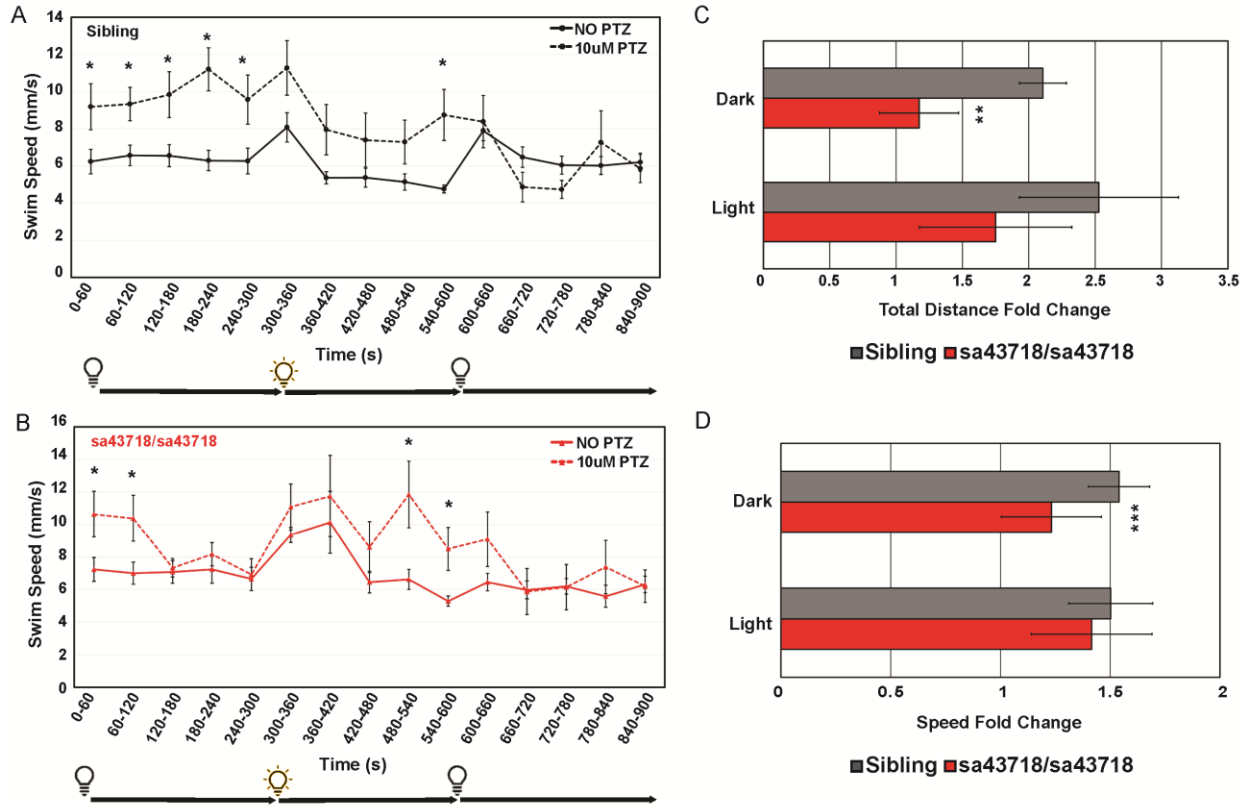 A
Sibling
NO PTZ
10uM PTZ
* * * * * *
Swim Speed (mm/s)
14
12
10
8
6
4
2
0
0-60
60-120
120-180
180-240
240-300
300-360
360-420
420-480
480-540
540-600
600-660
660-720
720-780
780-840
840-900
Time (s)
B
sa43718/sa43718
NO PTZ
10uM PTZ
* * * *
Swim Speed (mm/s)
16
14
12
10
8
6
4
2
0
0-60
60-120
120-180
180-240
240-300
300-360
360-420
420-480
480-540
540-600
600-660
660-720
720-780
780-840
840-900
Time (s)
C
Dark
**
Light
0 0.5 1 1.5 2 2.5 3 3.5
Total Distance Fold Change
Sibling sa43718/sa43718
D
Dark
***
Light
0 0.5 1 1.5 2
Speed Fold Change
Sibling sa43718/sa43718